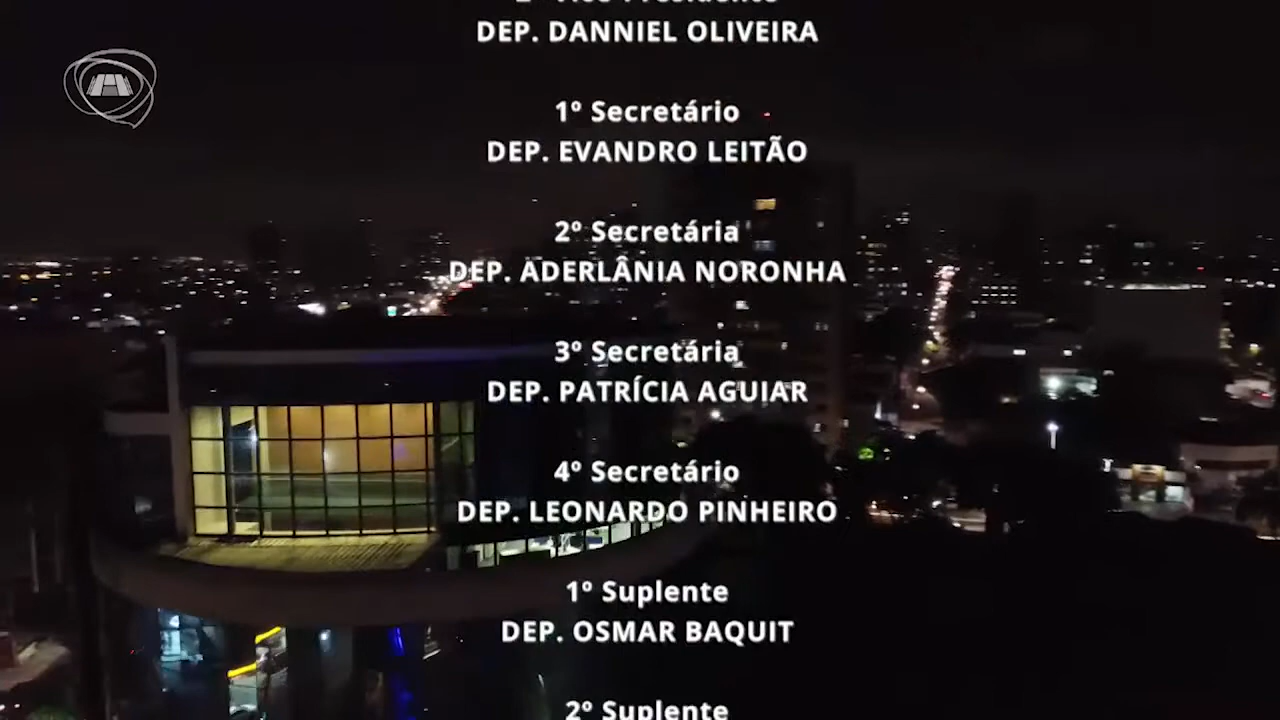 DEP. DANNIEL OLIVEIRA
1º Secretário
DEP. EVANDRO LEITÃO
2º Secretária
DEP. ADERLÂNIA NORONHA
3º Secretária
DEP. PATRÍCIA AGUIAR
4º Secretário
DEP. LEONARDO PINHEIRO
1º Suplente
DEP. OSMAR BAQUIT
2º Suplente